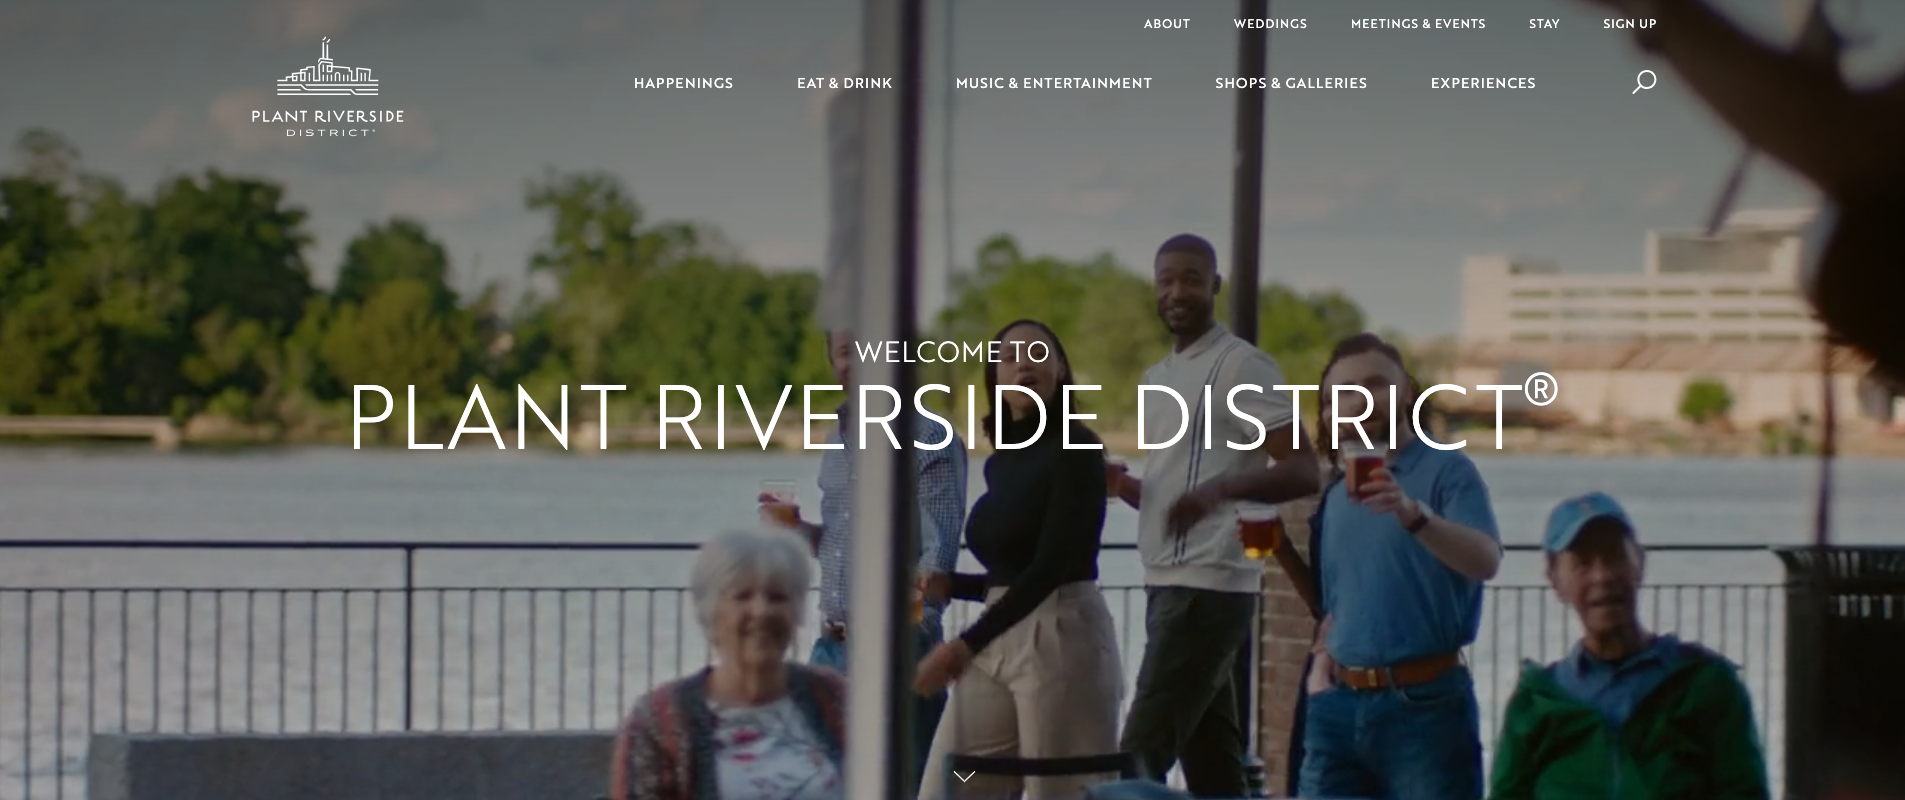 ABOUT WEDDINGS MEETINGS & EVENTS STAY SIGN UP
PLANT RIVERSIDE
DISTRICT®
HAPPENINGS EAT & DRINK MUSIC & ENTERTAINMENT SHOPS & GALLERIES EXPERIENCES
WELCOME TO
PLANT RIVERSIDE DISTRICT®